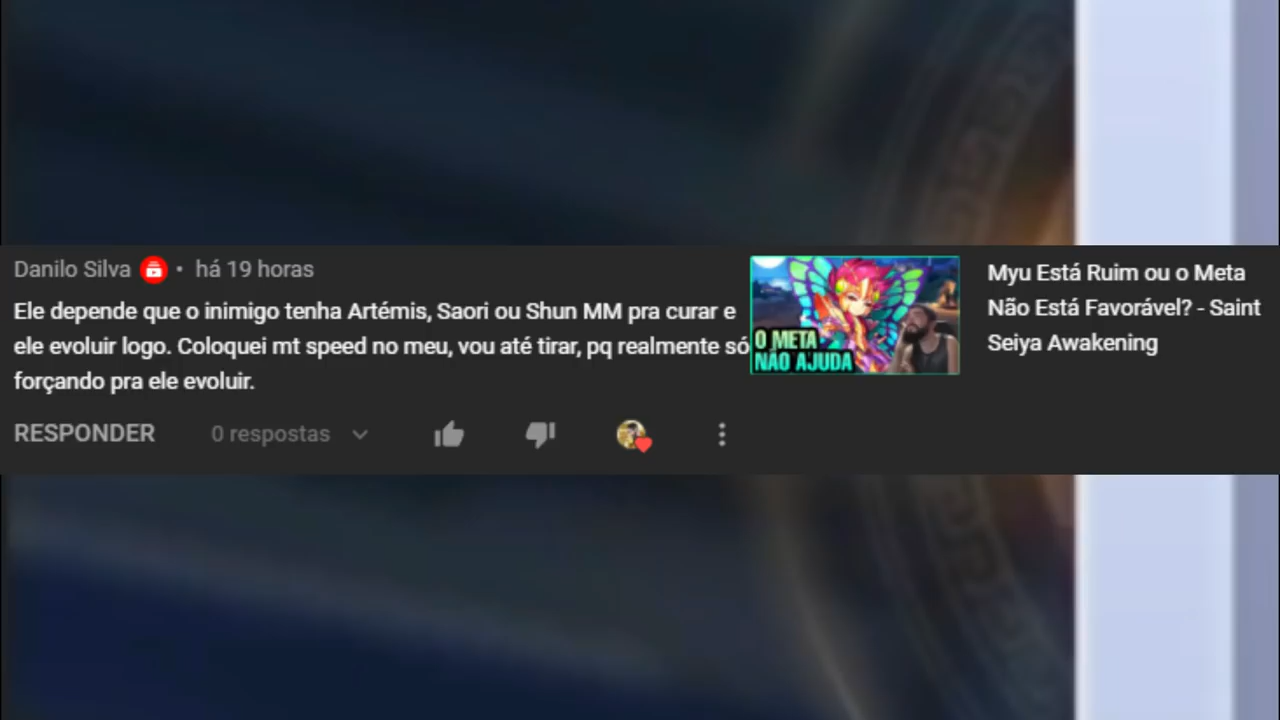 Danilo Silva • há 19 horas
Ele depende que o inimigo tenha Artémis, Saori ou Shun MM pra curar e
ele evoluir logo. Coloquei mt speed no meu, vou até tirar, pq realmente só
forçando pra ele evoluir.
RESPONDER 0 respostas
O META
NÃO AJUDA
Myu Está Ruim ou o Meta
Não Está Favorável? - Saint
Seiya Awakening